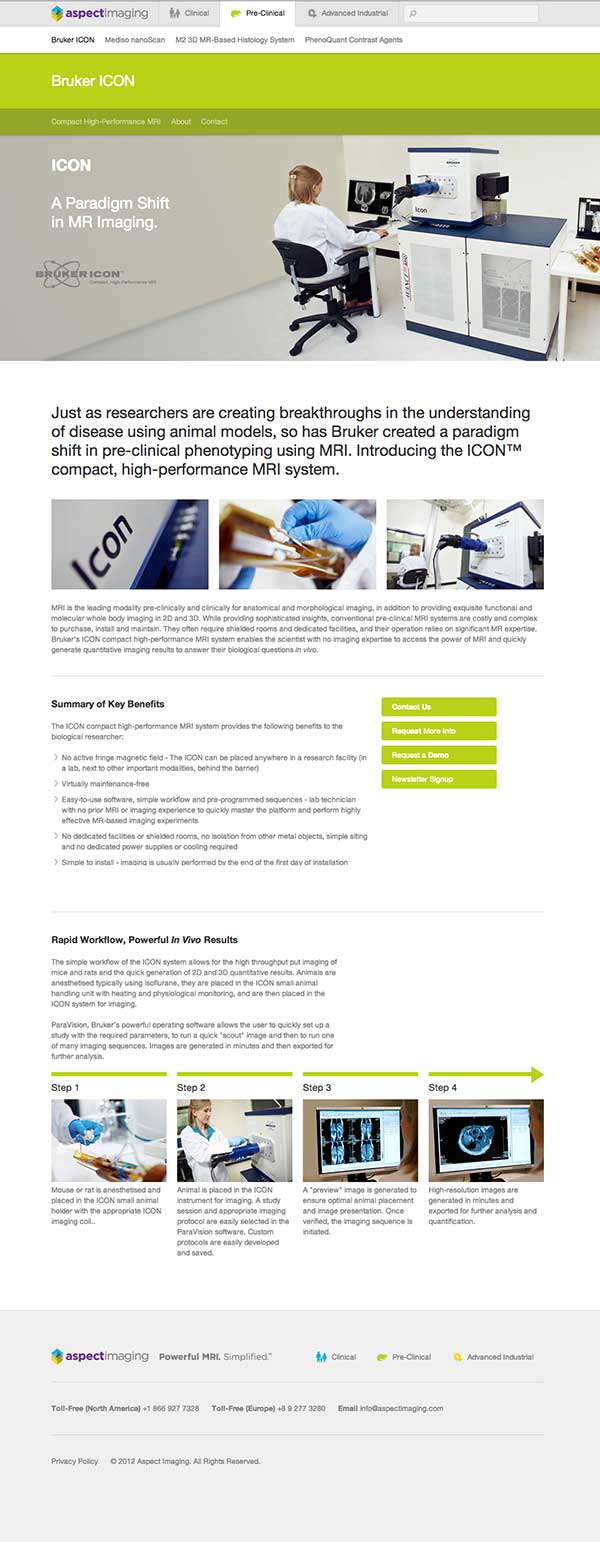 aspectimaging Clinical Pre-Clinical Advanced Industrial
Bruker ICON Mediso nanoScan M2 3D MR-Based Histology System PhenoQuant Contrast Agents
Bruker ICON
Compact High-Performance MRI About Contact
ICON
A Paradigm Shift
in MR Imaging.
BRUKER ICON™
Compact, High-Performance MRI
BRUKER
Icon
Just as researchers are creating breakthroughs in the understanding
of disease using animal models, so has Bruker created a paradigm
shift in pre-clinical phenotyping using MRI. Introducing the ICON™
compact, high-performance MRI system.
Icon
MRI is the leading modality pre-clinically and clinically for anatomical and morphological imaging, in addition to providing exquisite functional and
molecular whole body imaging in 2D and 3D. While providing sophisticated insights, conventional pre-clinical MRI systems are costly and complex
to purchase, install and maintain. They often require shielded rooms and dedicated facilities, and their operation relies on significant MR expertise.
Bruker's ICON compact high-performance MRI system enables the scientist with no imaging expertise to access the power of MRI and quickly
generate quantitative imaging results to answer their biological questions in vivo.
Summary of Key Benefits
The ICON compact high-performance MRI system provides the following benefits to the
biological researcher:
No active fringe magnetic field - The ICON can be placed anywhere in a research facility (in
a lab, next to other important modalities, behind the barrier)
Virtually maintenance-free
Easy-to-use software, simple workflow and pre-programmed sequences - lab technician
with no prior MRI or imaging experience to quickly master the platform and perform highly
effective MR-based imaging experiments
No dedicated facilities or shielded rooms, no isolation from other metal objects, simple siting
and no dedicated power supplies or cooling required
Simple to install - imaging is usually performed by the end of the first day of installation
Contact Us
Request More Info
Request a Demo
Newsletter Signup
Rapid Workflow, Powerful In Vivo Results
The simple workflow of the ICON system allows for the high throughput put imaging of
mice and rats and the quick generation of 2D and 3D quantitative results. Animals are
anesthetised typically using isoflurane, they are placed in the ICON small animal
handling unit with heating and physiological monitoring, and are then placed in the
ICON system for imaging.
ParaVision, Bruker's powerful operating software allows the user to quickly set up a
study with the required parameters, to run a quick "scout" image and then to run one
of many imaging sequences. Images are generated in minutes and then exported for
further analysis.
Step 1
Mouse or rat is anesthetised and
placed in the ICON small animal
holder with the appropriate ICON
imaging coil..
Step 2
Animal is placed in the ICON
instrument for imaging. A study
session and appropriate imaging
protocol are easily selected in the
ParaVision software. Custom
protocols are easily developed
and saved.
Step 3
A "preview" image is generated to
ensure optimal animal placement
and image presentation. Once
verified, the imaging sequence is
initiated.
Step 4
High-resolution images are
generated in minutes and
exported for further analysis and
quantification.
aspectimaging Powerful MRI. Simplified.™ Clinical Pre-Clinical Advanced Industrial
Toll-Free (North America) +1 866 927 7328 Toll-Free (Europe) +8 9 277 3280 Email info@aspectimaging.com
Privacy Policy © 2012 Aspect Imaging. All Rights Reserved.